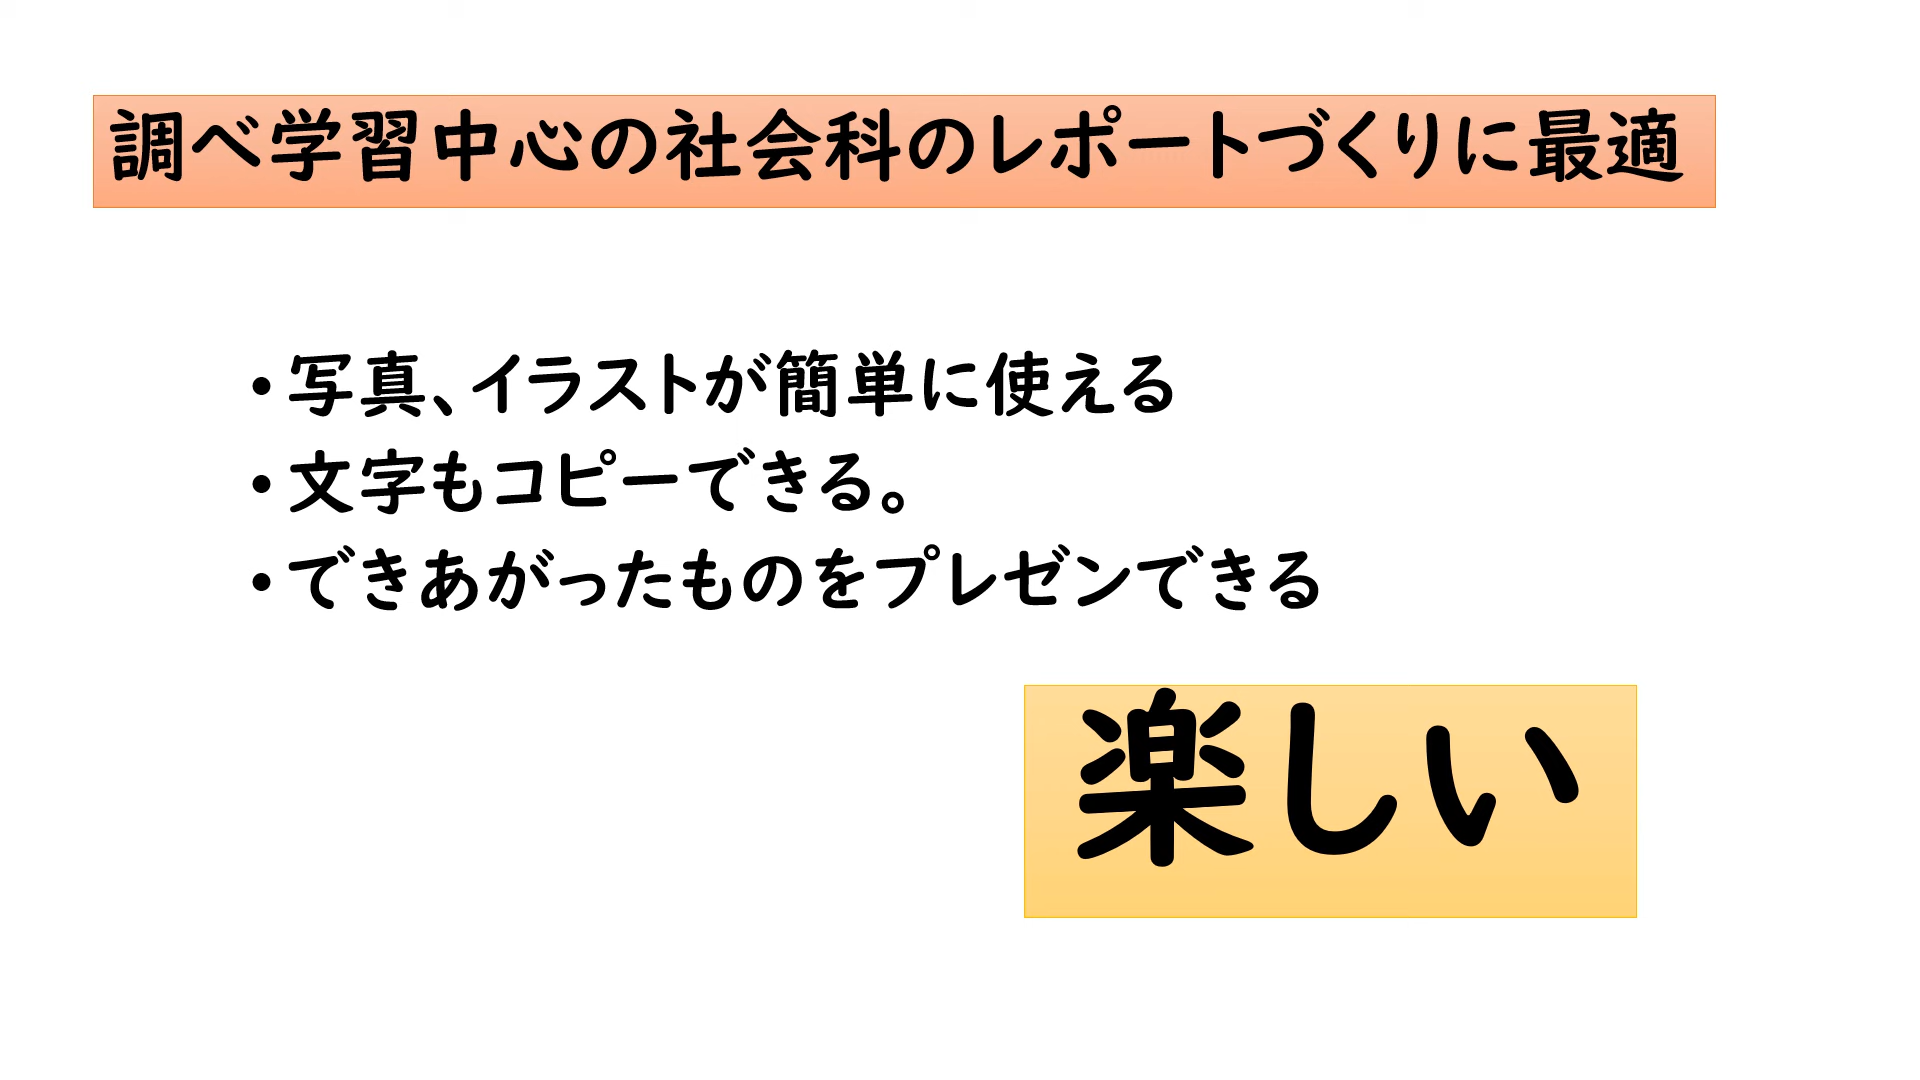 調べ学習中心の社会科のレポートづくりに最適
・写真、イラストが簡単に使える
・文字もコピーできる。
・できあがったものをプレゼンできる
楽しい